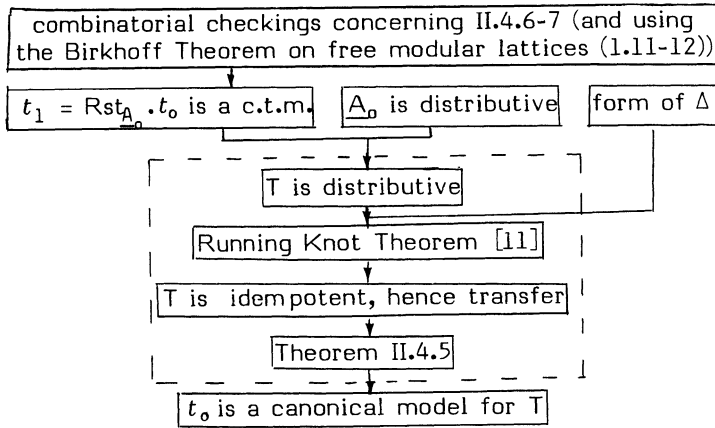 combinatorial checkings concerning II.4.6-7 (and using
the Birkhoff Theorem on free modular lattices (1.11-12))
t₁ = Rst_A₀ . t₀ is a c.t.m.
A₀ is distributive
form of Δ
T is distributive
Running Knot Theorem [11]
T is idempotent, hence transfer
Theorem II.4.5
t₀ is a canonical model for T